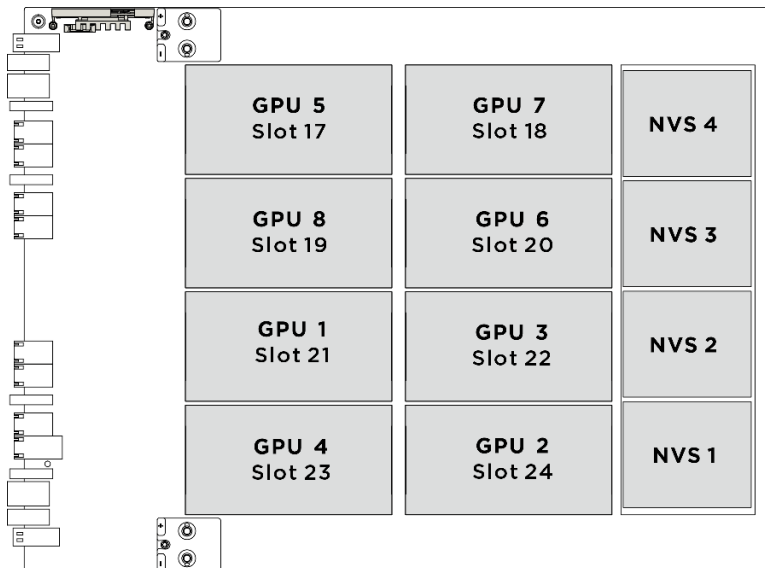 GPU 5
Slot 17
GPU 7
Slot 18
NVS 4
GPU 8
Slot 19
GPU 6
Slot 20
NVS 3
GPU 1
Slot 21
GPU 3
Slot 22
NVS 2
GPU 4
Slot 23
GPU 2
Slot 24
NVS 1